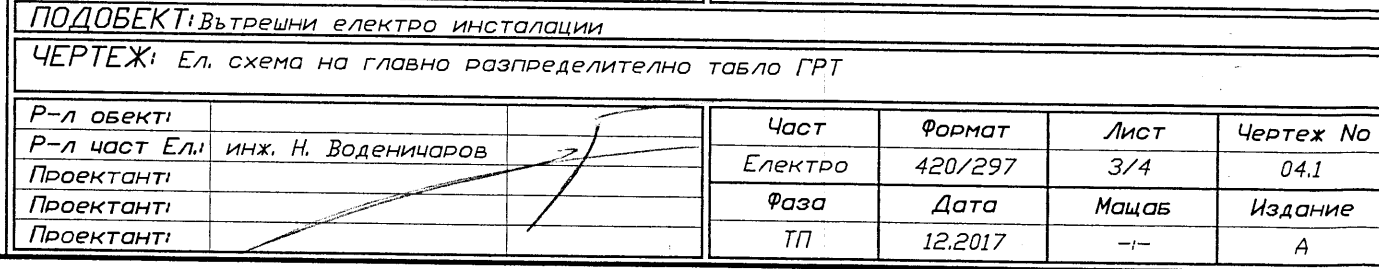 ПОДОБЕКТ: Вътрешни електро инсталации
ЧЕРТЕЖ: Ел. схема на главно разпределително табло ГРТ
Р-л обект:
Р-л част Ел.: инж. Н. Воденичаров
Проектант:
Проектант:
Проектант:
Част Формат Лист Чертеж No
Електро 420/297 3/4 04.1
Фаза Дата Мащаб Издание
ТП 12.2017 -:- А